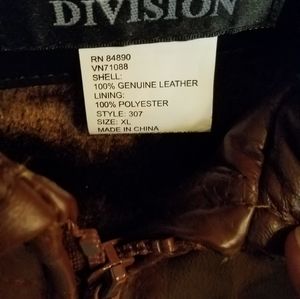 DIVISION
RN 84890
VN71088
SHELL:
100% GENUINE LEATHER
LINING:
100% POLYESTER
STYLE: 307
SIZE: XL
MADE IN CHINA